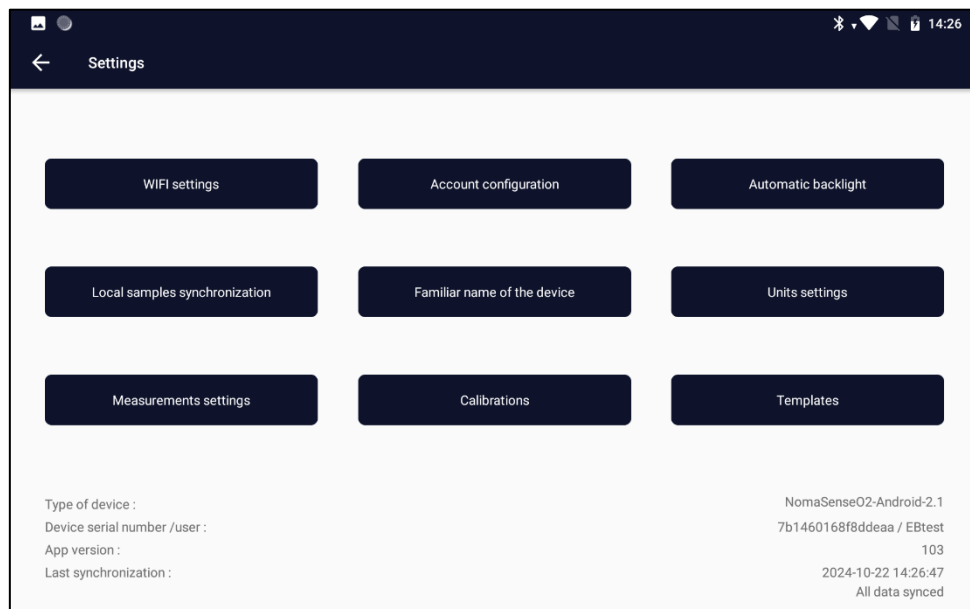 14:26
Settings
WIFI settings Account configuration Automatic backlight
Local samples synchronization Familiar name of the device Units settings
Measurements settings Calibrations Templates
Type of device : NomaSenseO2-Android-2.1
Device serial number /user : 7b1460168f8ddeaa / EBtest
App version : 103
Last synchronization : 2024-10-22 14:26:47
All data synced